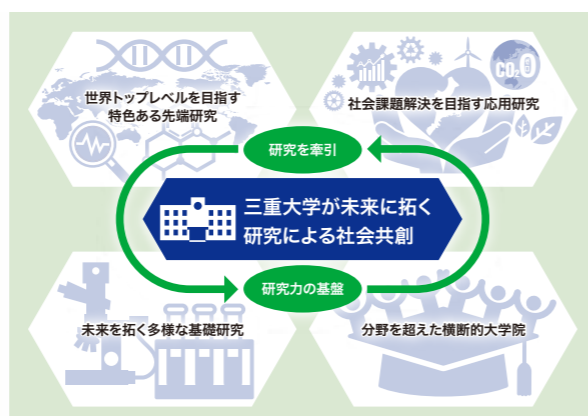 世界トップレベルを目指す
特色ある先端研究
CO₂
社会課題解決を目指す応用研究
研究を牽引
三重大学が未来に拓く
研究による社会共創
研究力の基盤
未来を拓く多様な基礎研究
分野を超えた横断的大学院